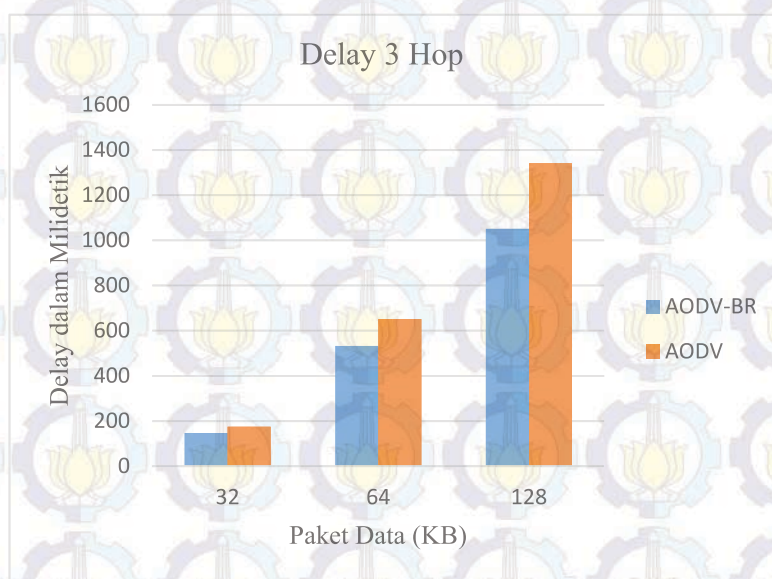 Delay 3 Hop
1600
1400
1200
1000
800
600
400
200
0
Delay dalam Milidetik
32
64
128
Paket Data (KB)
AODV-BR
AODV